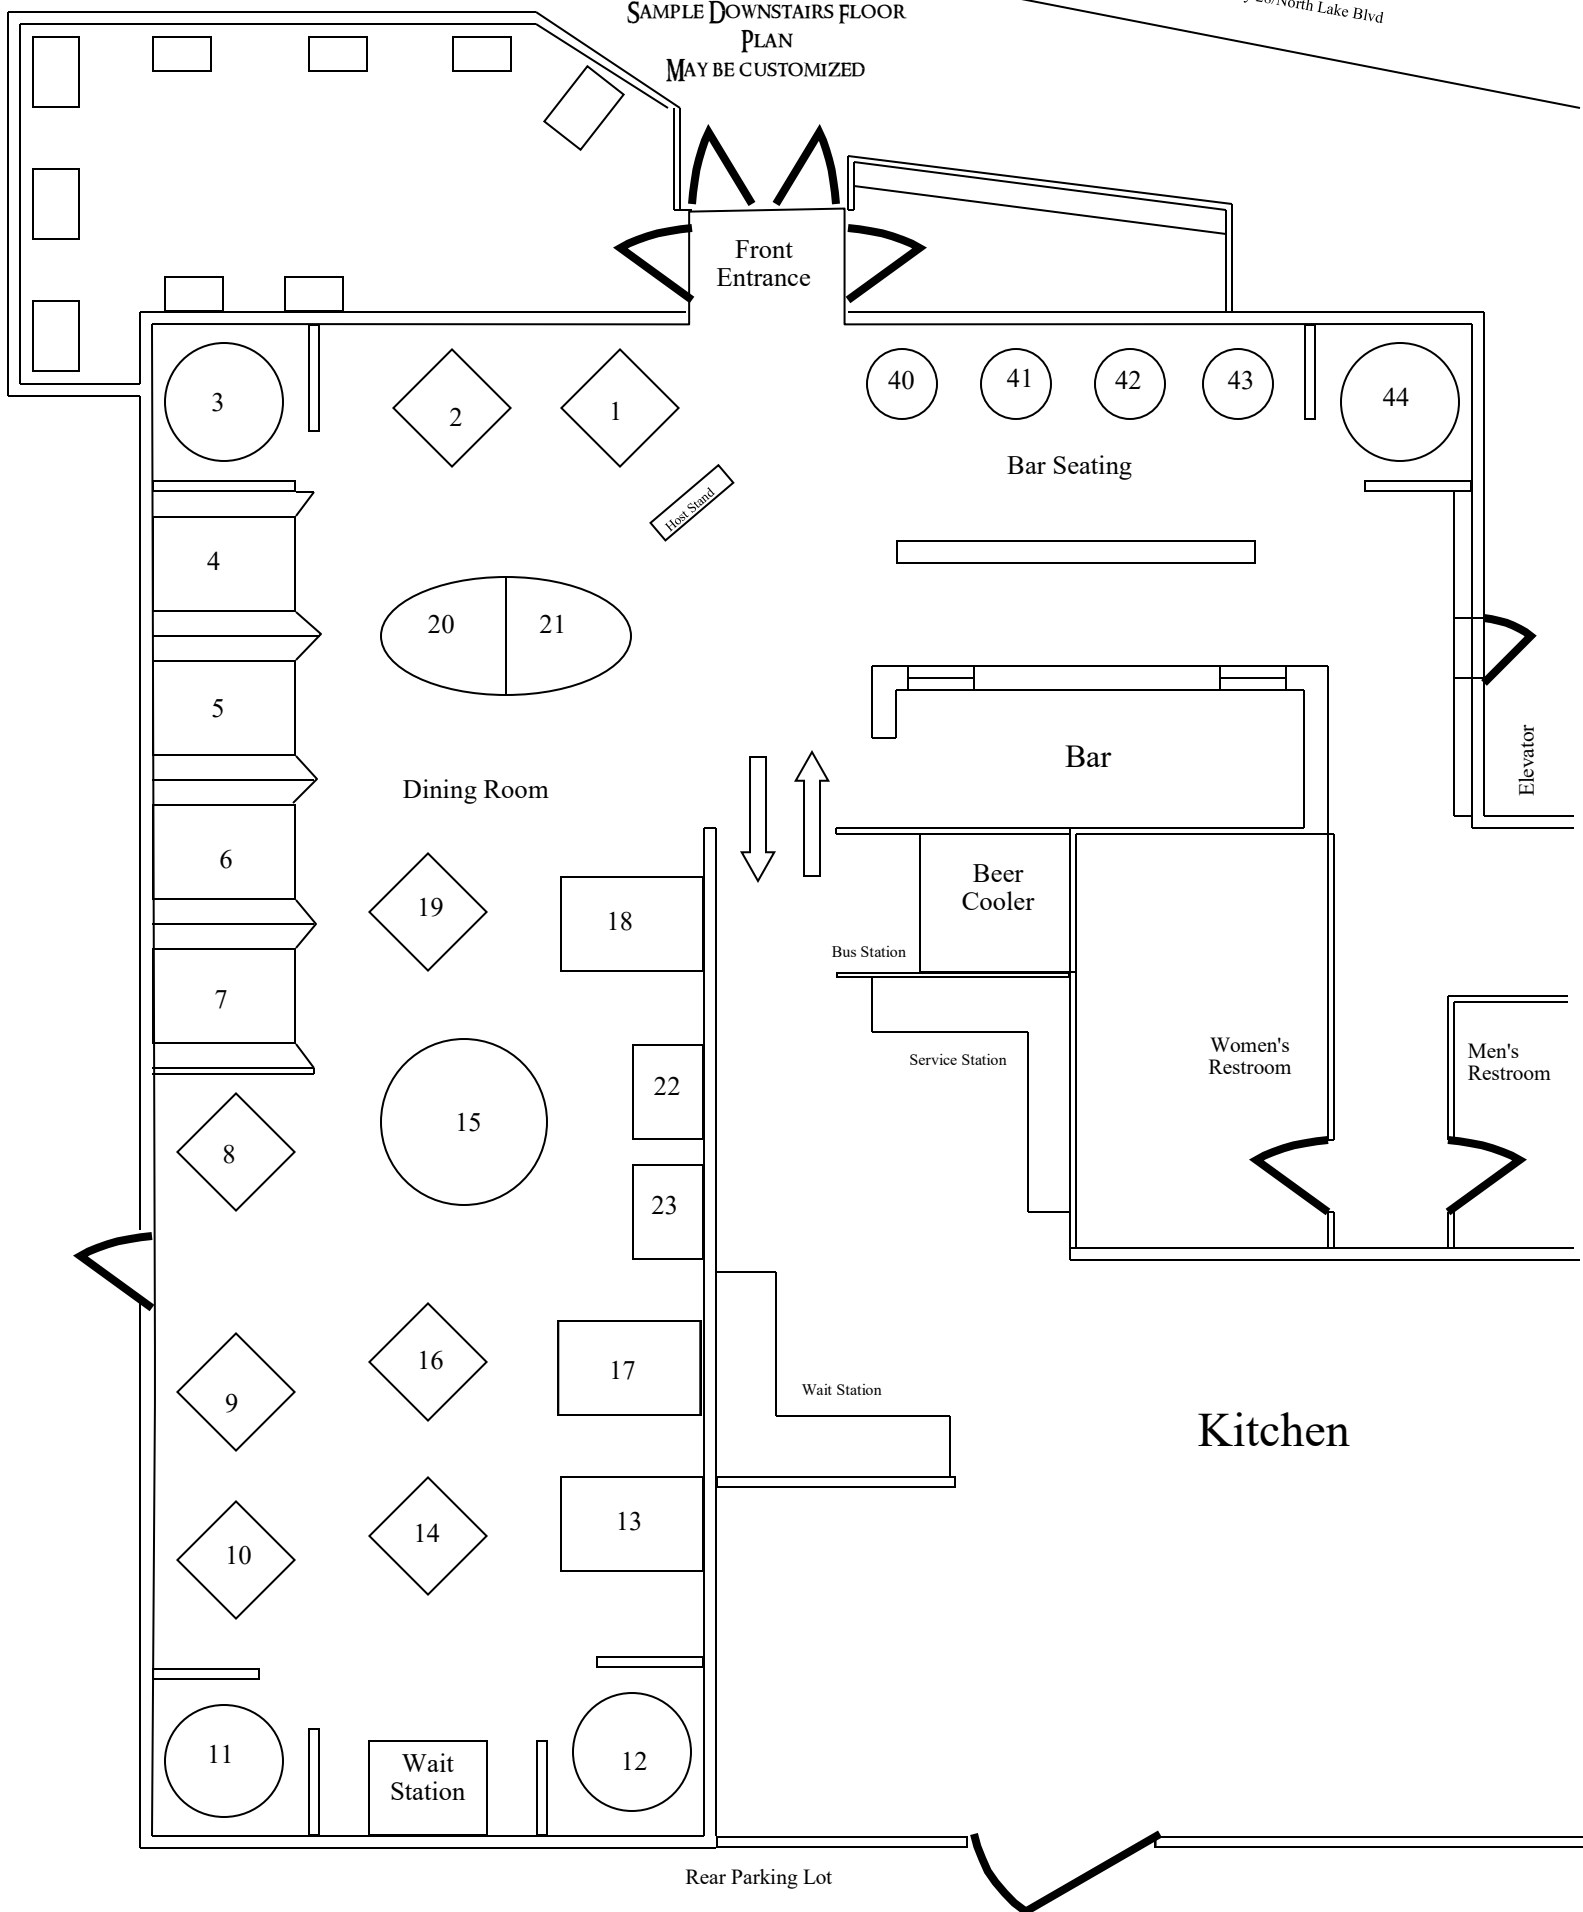 SAMPLE DOWNSTAIRS FLOOR
PLAN
MAY BE CUSTOMIZED
/North Lake Blvd
Front
Entrance
3
2
1
40
41
42
43
44
Bar Seating
Host Stand
4
20
21
5
Bar
Elevator
Dining Room
6
19
18
Beer
Cooler
Bus Station
7
Service Station
Women's
Restroom
Men's
Restroom
22
15
8
23
16
17
9
Wait Station
Kitchen
10
14
13
11
Wait
Station
12
Rear Parking Lot